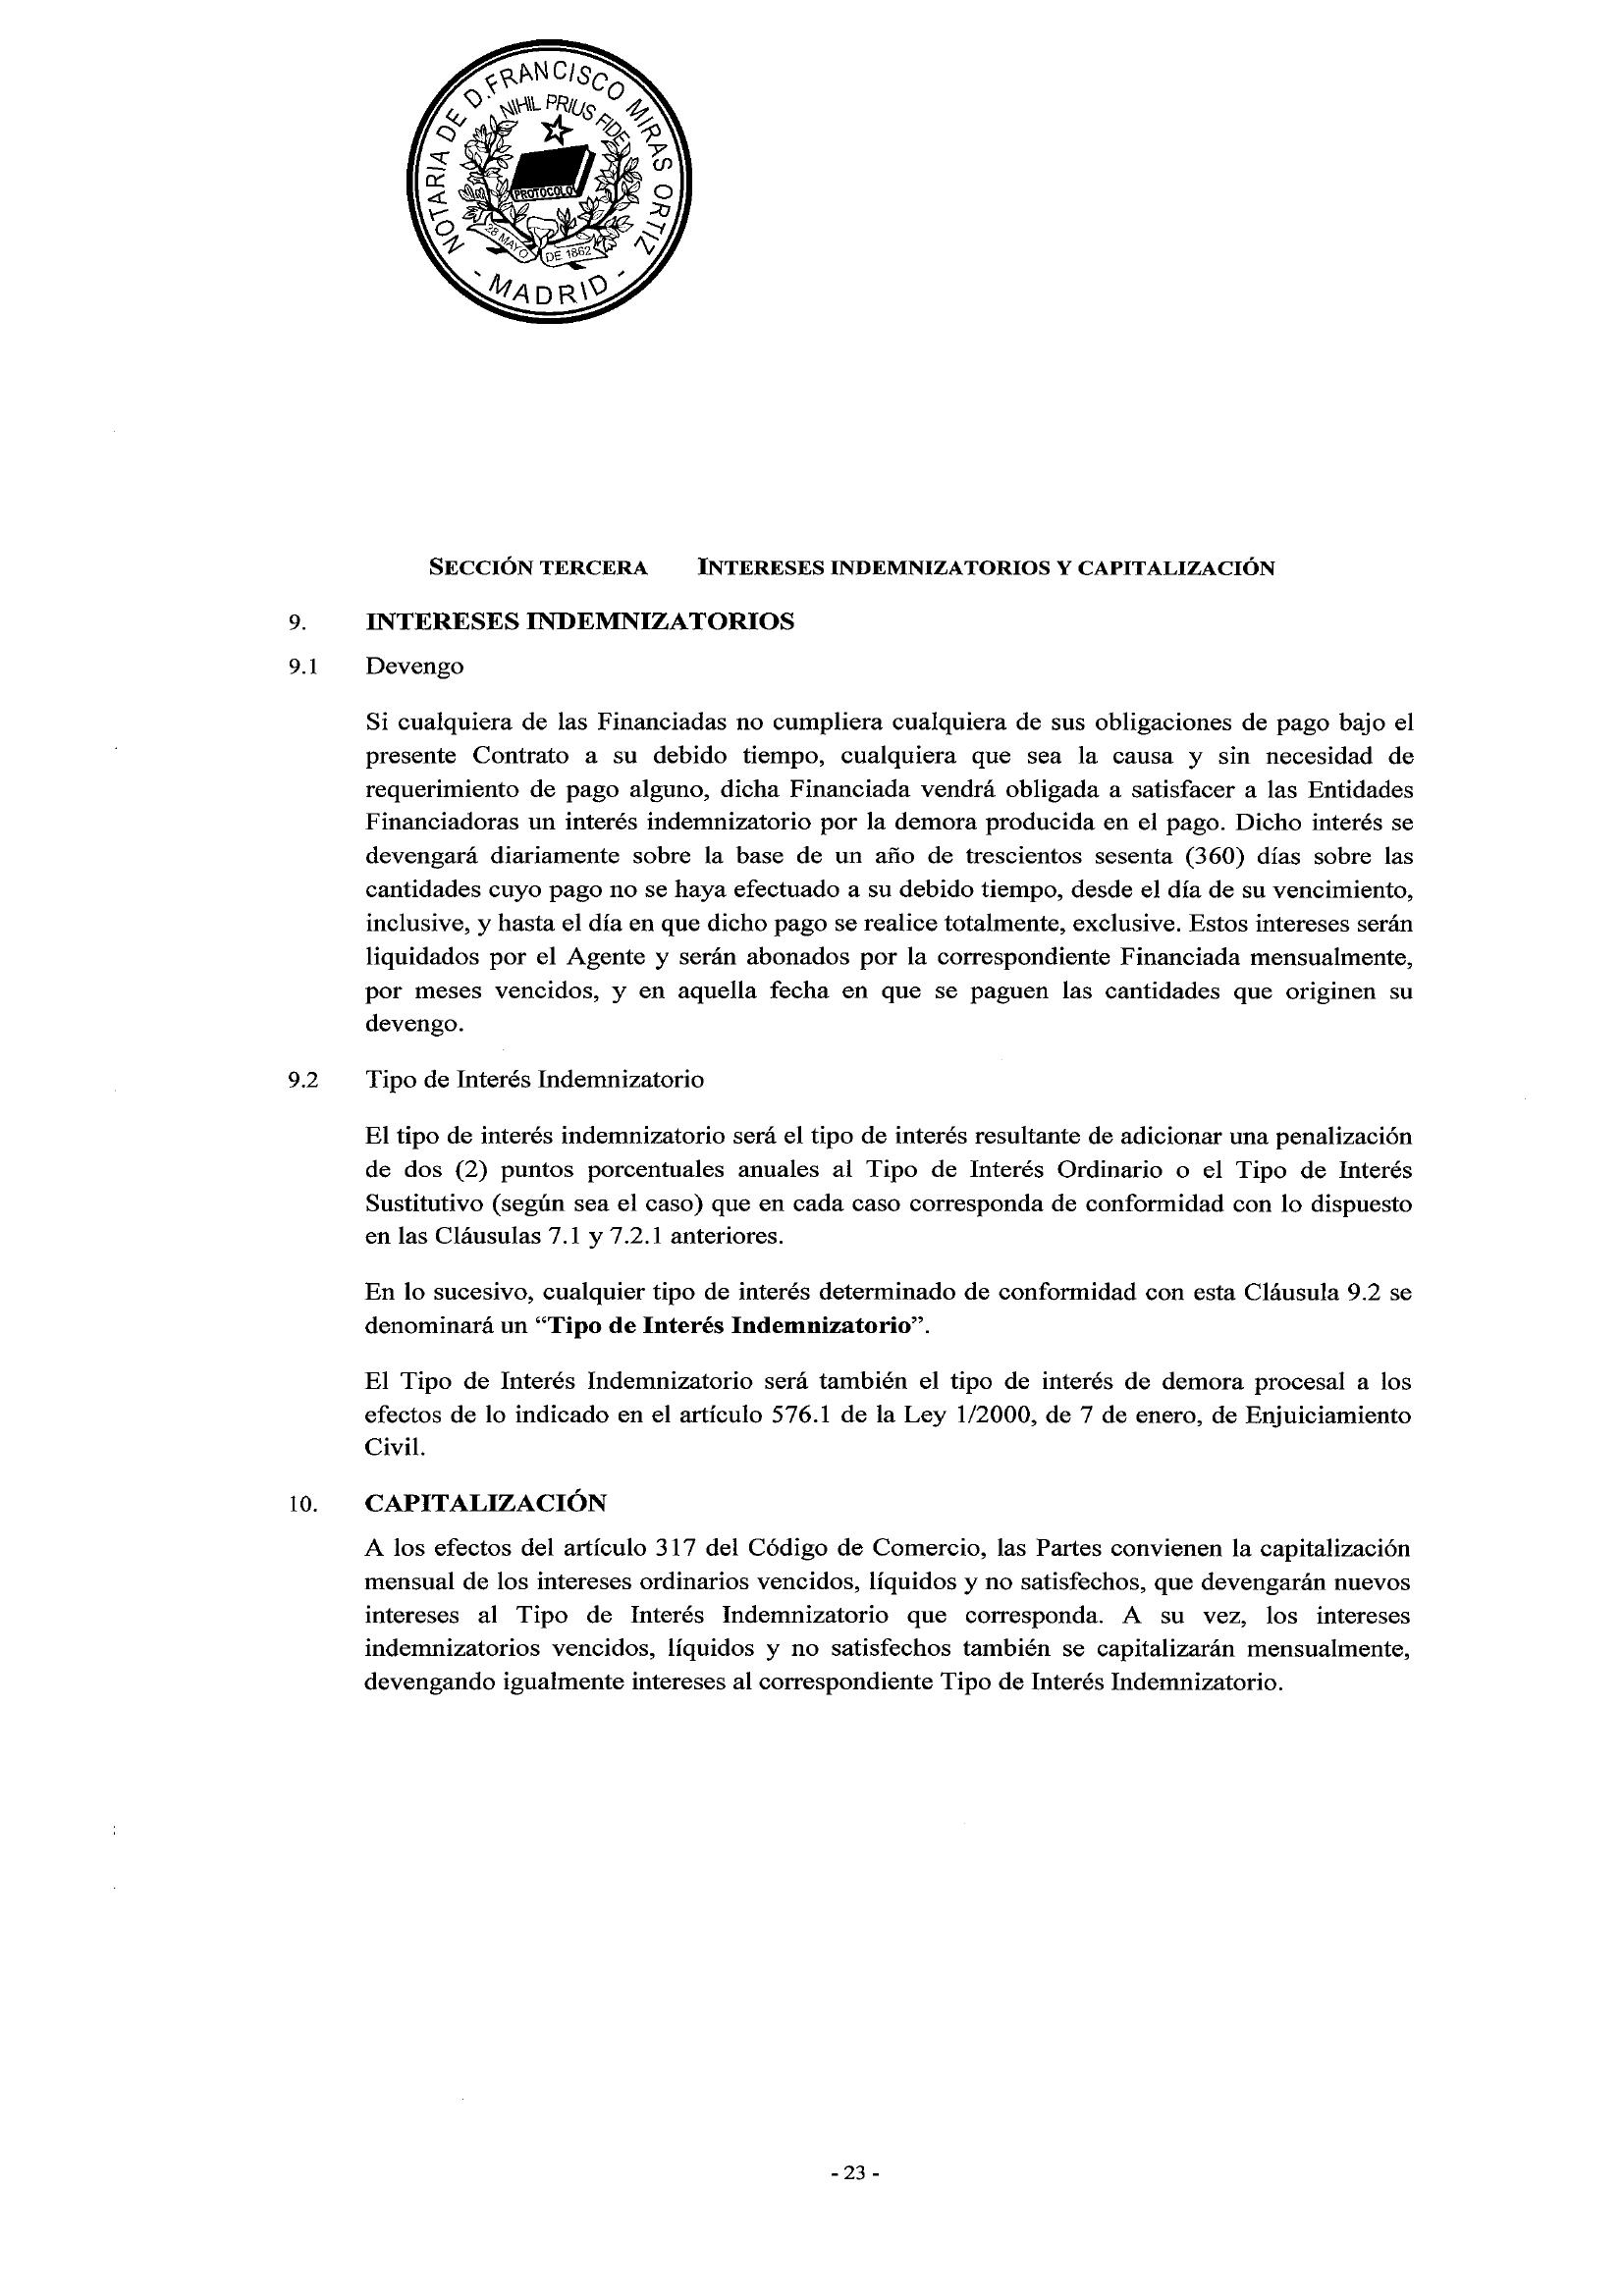 NOTARIA DE D.FRANCISCO MIRAS ORTIZ
NIHIL PRIUS FIDE
PROTOCOLO
28 MAYO DE 1862
- MADRID -
SECCIÓN TERCERA INTERESES INDEMNIZATORIOS Y CAPITALIZACIÓN
9. INTERESES INDEMNIZATORIOS
9.1 Devengo
Si cualquiera de las Financiadas no cumpliera cualquiera de sus obligaciones de pago bajo el
presente Contrato a su debido tiempo, cualquiera que sea la causa y sin necesidad de
requerimiento de pago alguno, dicha Financiada vendrá obligada a satisfacer a las Entidades
Financiadoras un interés indemnizatorio por la demora producida en el pago. Dicho interés se
devengará diariamente sobre la base de un año de trescientos sesenta (360) días sobre las
cantidades cuyo pago no se haya efectuado a su debido tiempo, desde el día de su vencimiento,
inclusive, y hasta el día en que dicho pago se realice totalmente, exclusive. Estos intereses serán
liquidados por el Agente y serán abonados por la correspondiente Financiada mensualmente,
por meses vencidos, y en aquella fecha en que se paguen las cantidades que originen su
devengo.
9.2 Tipo de Interés Indemnizatorio
El tipo de interés indemnizatorio será el tipo de interés resultante de adicionar una penalización
de dos (2) puntos porcentuales anuales al Tipo de Interés Ordinario o el Tipo de Interés
Sustitutivo (según sea el caso) que en cada caso corresponda de conformidad con lo dispuesto
en las Cláusulas 7.1 y 7.2.1 anteriores.
En lo sucesivo, cualquier tipo de interés determinado de conformidad con esta Cláusula 9.2 se
denominará un “Tipo de Interés Indemnizatorio”.
El Tipo de Interés Indemnizatorio será también el tipo de interés de demora procesal a los
efectos de lo indicado en el artículo 576.1 de la Ley 1/2000, de 7 de enero, de Enjuiciamiento
Civil.
10. CAPITALIZACIÓN
A los efectos del artículo 317 del Código de Comercio, las Partes convienen la capitalización
mensual de los intereses ordinarios vencidos, líquidos y no satisfechos, que devengarán nuevos
intereses al Tipo de Interés Indemnizatorio que corresponda. A su vez, los intereses
indemnizatorios vencidos, líquidos y no satisfechos también se capitalizarán mensualmente,
devengando igualmente intereses al correspondiente Tipo de Interés Indemnizatorio.
- 23 -